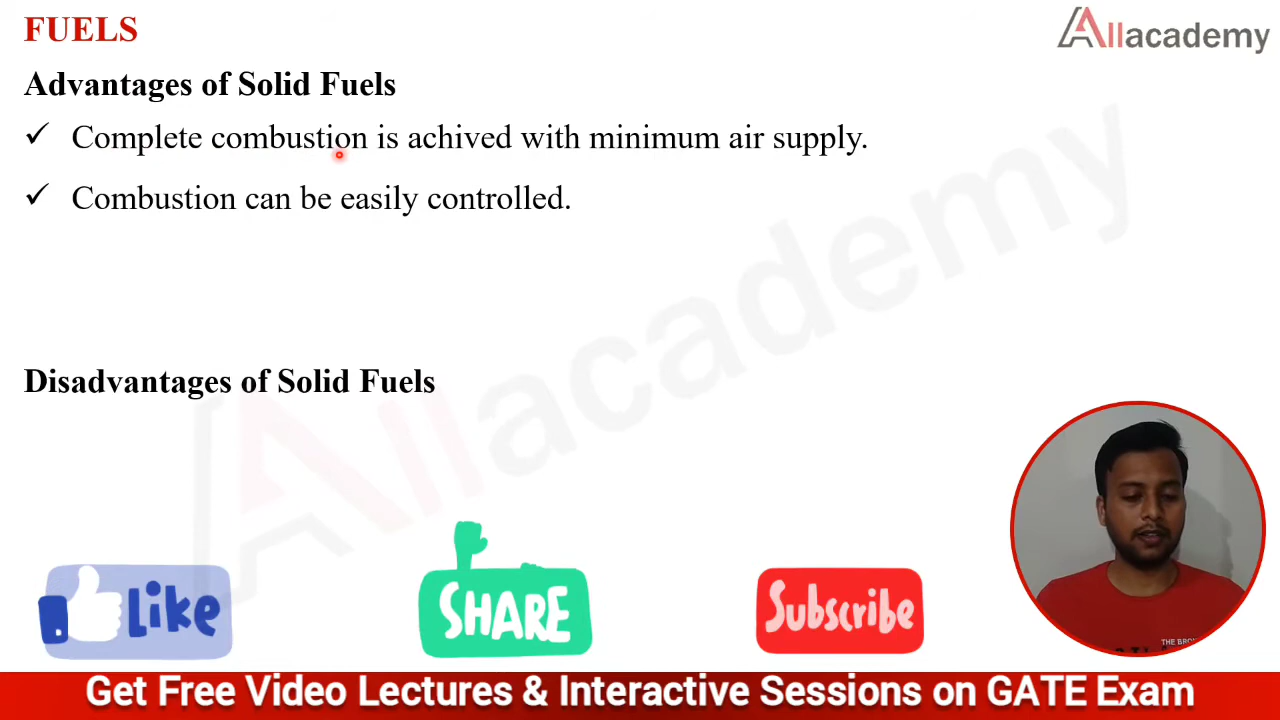 FUELS
Allacademy
Advantages of Solid Fuels
✓ Complete combustion is achived with minimum air supply.
✓ Combustion can be easily controlled.
Allacademy
Disadvantages of Solid Fuels
Like
SHARE
Subscribe
Get Free Video Lectures & Interactive Sessions on GATE Exam